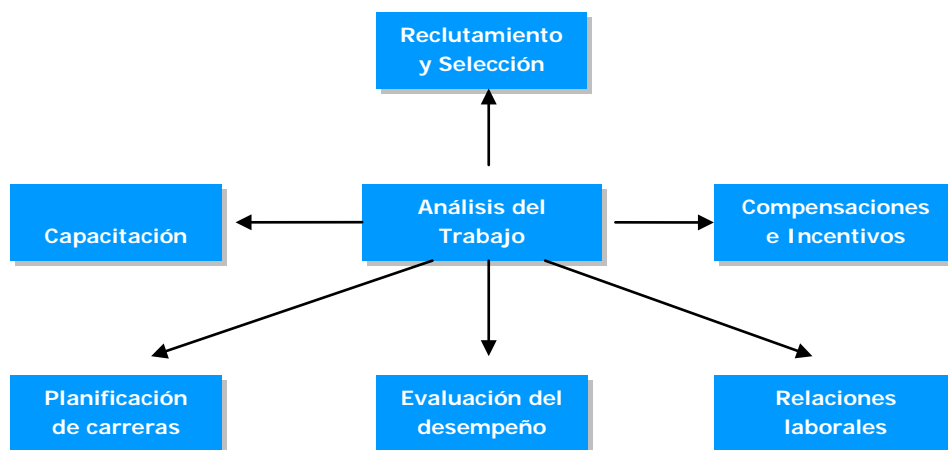 Reclutamiento
y Selección
Capacitación
Análisis del
Trabajo
Compensaciones
e Incentivos
Planificación
de carreras
Evaluación del
desempeño
Relaciones
laborales